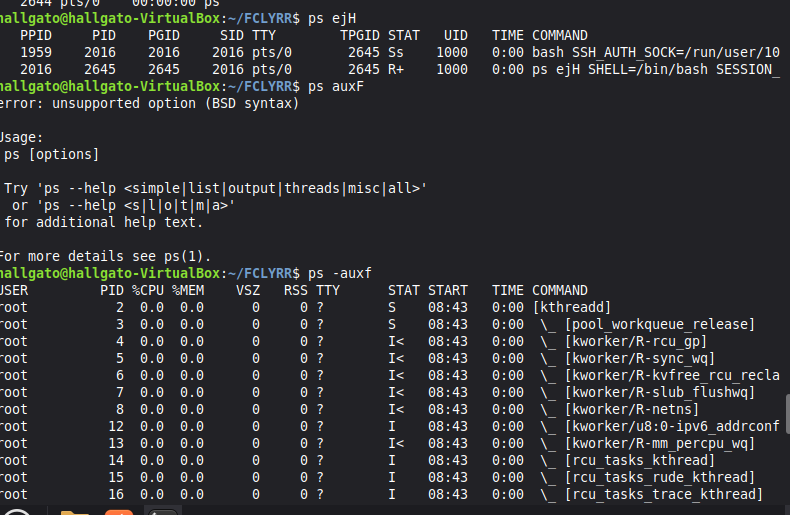 2644 pts/0    00:00:00 ps
hallgato@hallgato-VirtualBox:~/FCLYRR$ ps ejH
   PPID     PID    PGID     SID TTY        TPGID STAT   UID   TIME COMMAND
   1959    2016    2016    2016 pts/0       2645 Ss    1000   0:00 bash SSH_AUTH_SOCK=/run/user/10
   2016    2645    2645    2016 pts/0       2645 R+    1000   0:00 ps ejH SHELL=/bin/bash SESSION_
hallgato@hallgato-VirtualBox:~/FCLYRR$ ps auxF
error: unsupported option (BSD syntax)
Usage:
 ps [options]
 Try 'ps --help <simple|list|output|threads|misc|all>'
  or 'ps --help <s|l|o|t|m|a>'
 for additional help text.
For more details see ps(1).
hallgato@hallgato-VirtualBox:~/FCLYRR$ ps -auxf
USER         PID %CPU %MEM    VSZ   RSS TTY      STAT START   TIME COMMAND
root           2  0.0  0.0      0     0 ?        S    08:43   0:00 [kthreadd]
root           3  0.0  0.0      0     0 ?        S    08:43   0:00  \_ [pool_workqueue_release]
root           4  0.0  0.0      0     0 ?        I<   08:43   0:00  \_ [kworker/R-rcu_gp]
root           5  0.0  0.0      0     0 ?        I<   08:43   0:00  \_ [kworker/R-sync_wq]
root           6  0.0  0.0      0     0 ?        I<   08:43   0:00  \_ [kworker/R-kvfree_rcu_recla
root           7  0.0  0.0      0     0 ?        I<   08:43   0:00  \_ [kworker/R-slub_flushwq]
root           8  0.0  0.0      0     0 ?        I<   08:43   0:00  \_ [kworker/R-netns]
root          12  0.0  0.0      0     0 ?        I    08:43   0:00  \_ [kworker/u8:0-ipv6_addrconf
root          13  0.0  0.0      0     0 ?        I<   08:43   0:00  \_ [kworker/R-mm_percpu_wq]
root          14  0.0  0.0      0     0 ?        I    08:43   0:00  \_ [rcu_tasks_kthread]
root          15  0.0  0.0      0     0 ?        I    08:43   0:00  \_ [rcu_tasks_rude_kthread]
root          16  0.0  0.0      0     0 ?        I    08:43   0:00  \_ [rcu_tasks_trace_kthread]